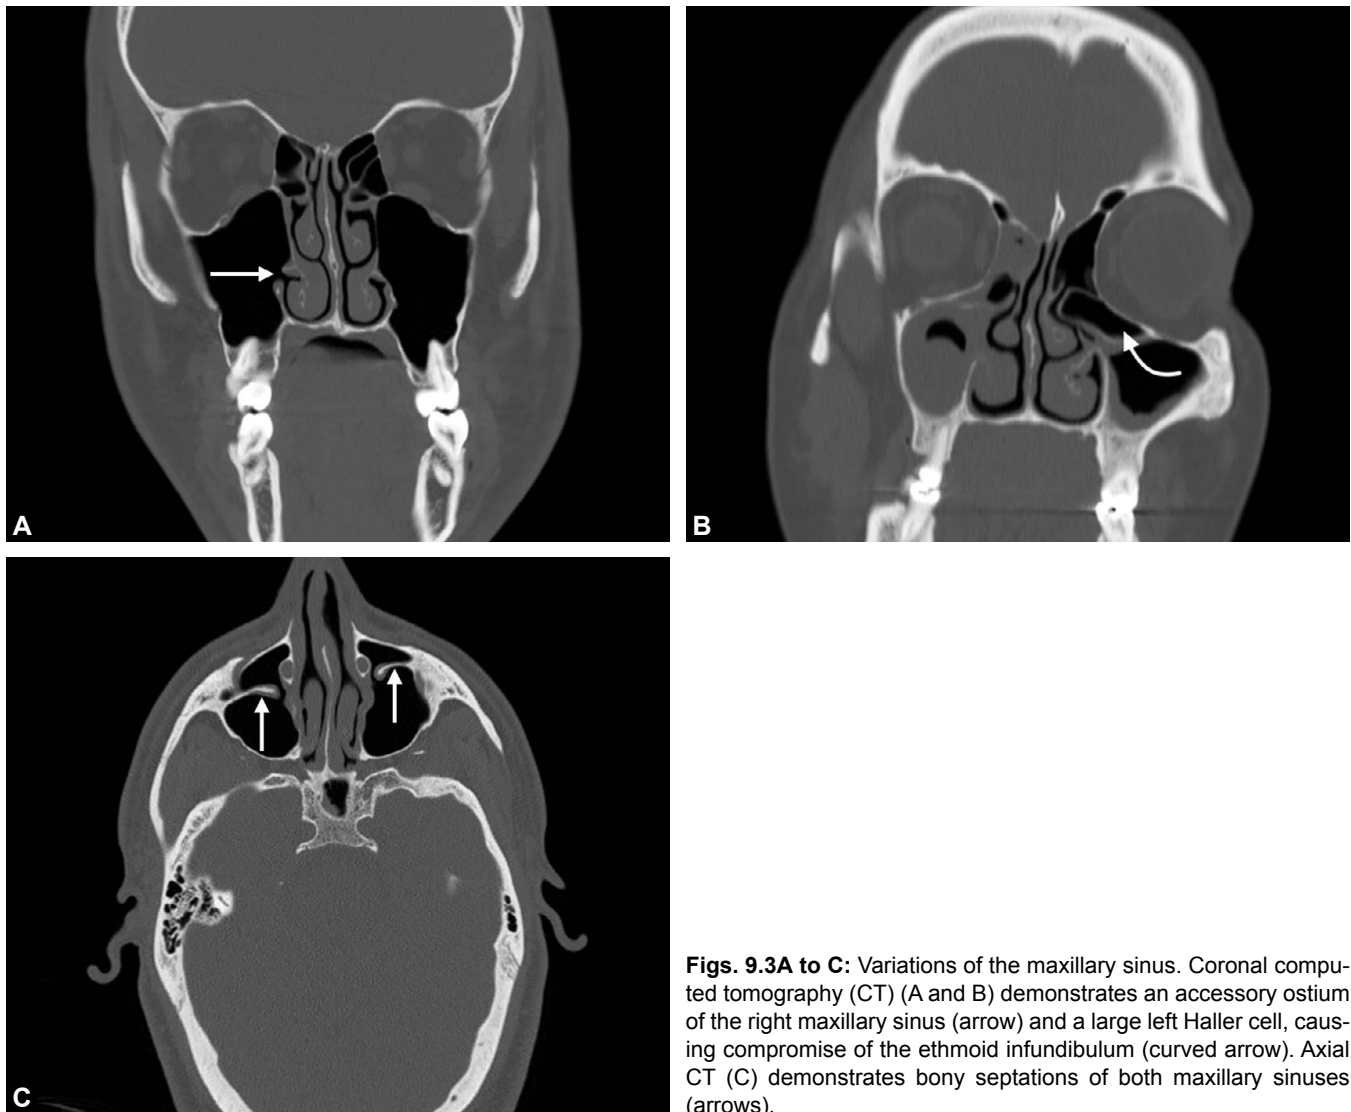 A
B
C
Figs. 9.3A to C: Variations of the maxillary sinus. Coronal compu-
ted tomography (CT) (A and B) demonstrates an accessory ostium
of the right maxillary sinus (arrow) and a large left Haller cell, caus-
ing compromise of the ethmoid infundibulum (curved arrow). Axial
CT (C) demonstrates bony septations of both maxillary sinuses
(arrows).